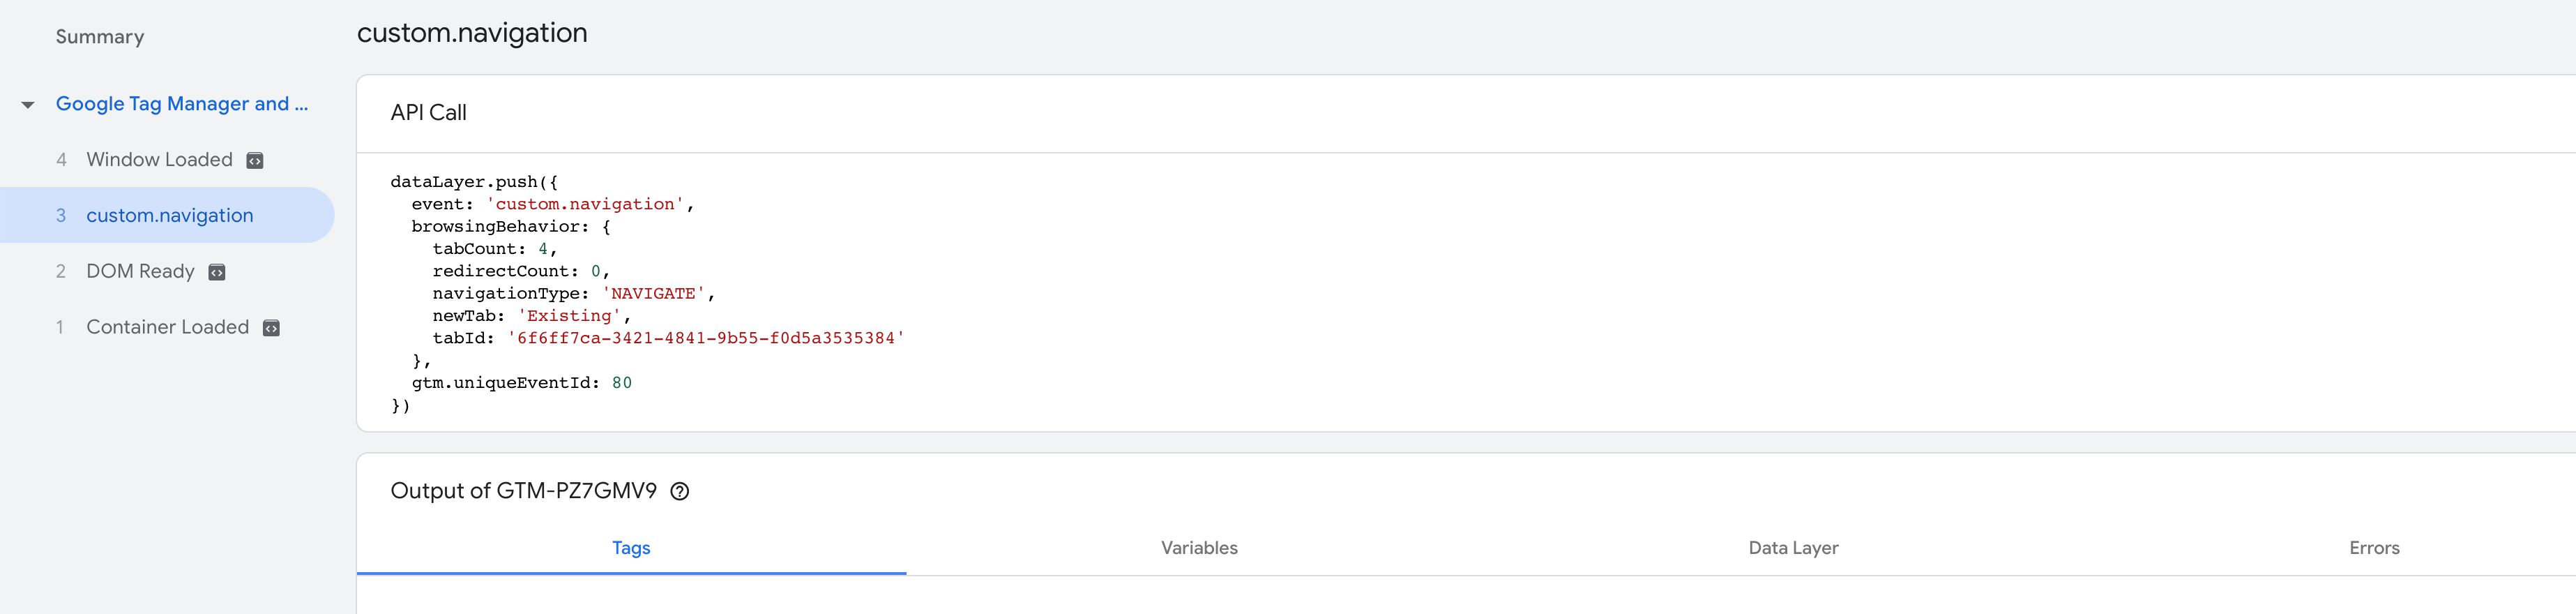 Summary
Google Tag Manager and ...
4 Window Loaded
3 custom.navigation
2 DOM Ready
1 Container Loaded
custom.navigation
API Call
dataLayer.push({
  event: 'custom.navigation',
  browsingBehavior: {
    tabCount: 4,
    redirectCount: 0,
    navigationType: 'NAVIGATE',
    newTab: 'Existing',
    tabId: '6f6ff7ca-3421-4841-9b55-f0d5a3535384'
  },
  gtm.uniqueEventId: 80
})
Output of GTM-PZ7GMV9
Tags Variables Data Layer Errors